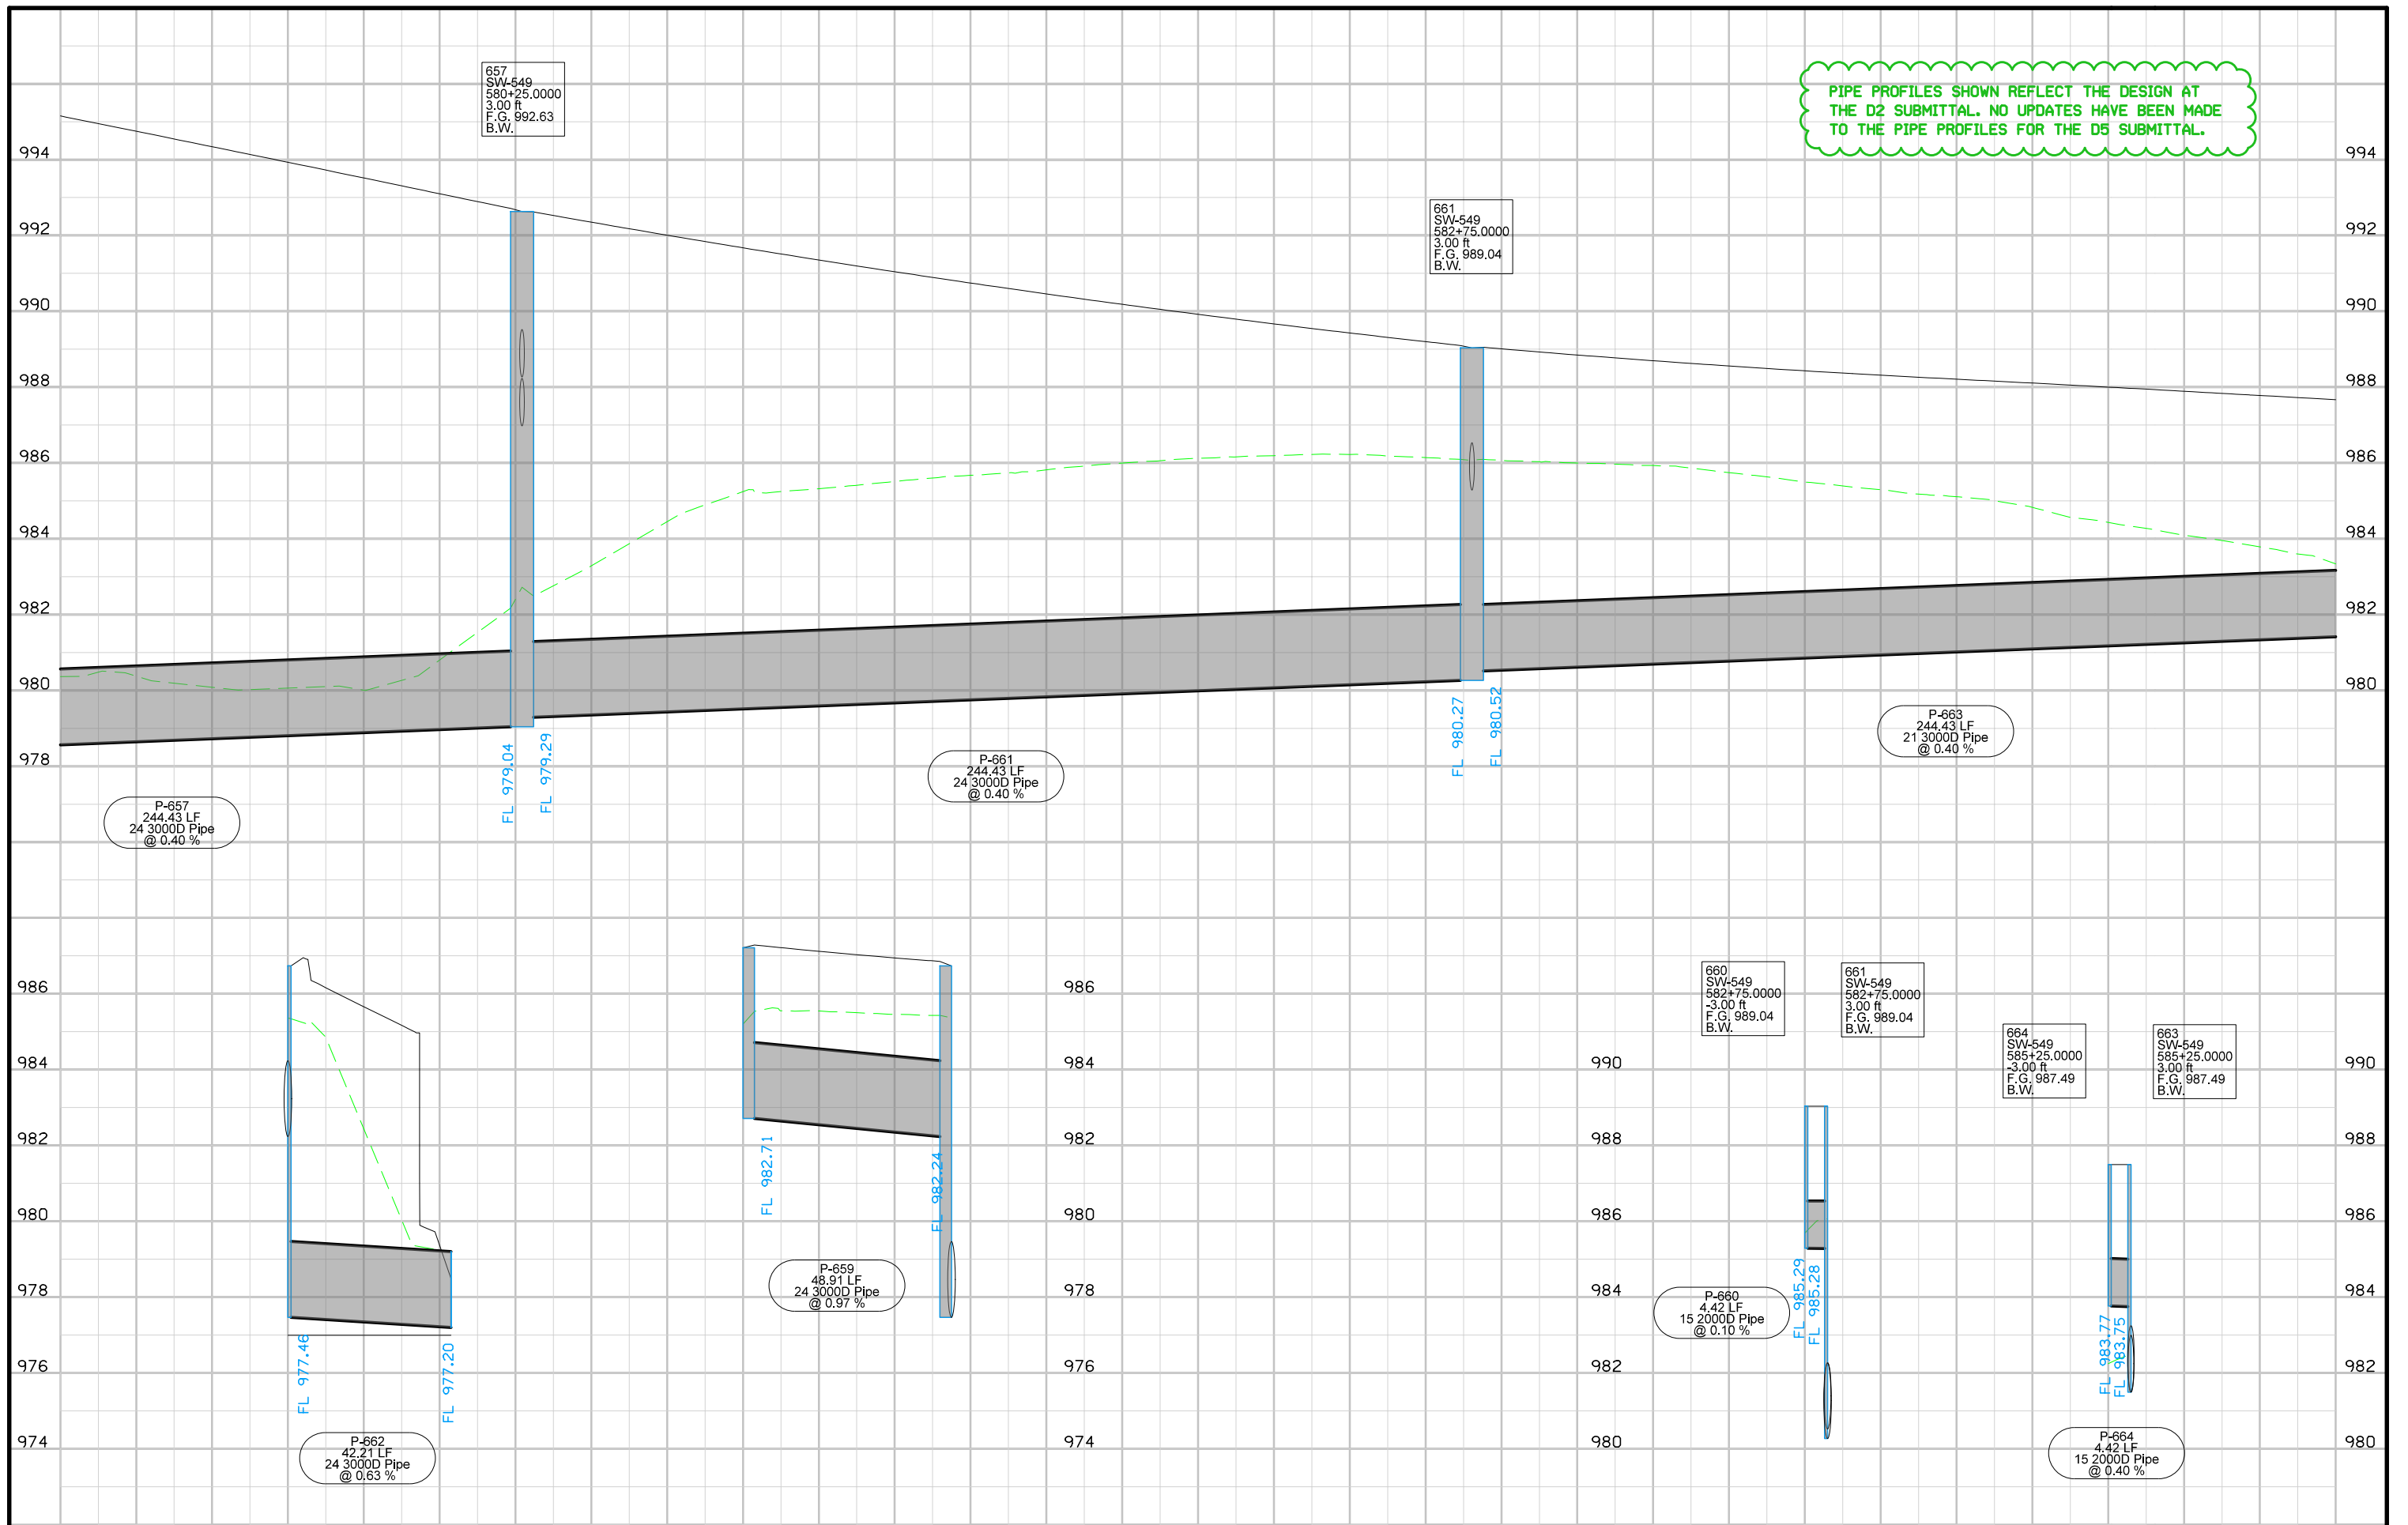 657
SW-549
580+25.0000
3.00 ft
F.G. 992.63
B.W.
PIPE PROFILES SHOWN REFLECT THE DESIGN AT
THE D2 SUBMITTAL. NO UPDATES HAVE BEEN MADE
TO THE PIPE PROFILES FOR THE D5 SUBMITTAL.
994
994
661
SW-549
582+75.0000
3.00 ft
F.G. 989.04
B.W.
992
992
990
990
988
988
986
986
984
984
982
982
980
980
978
FL 979.04
FL 979.29
FL 980.27
FL 980.52
P-657
244.43 LF
24 3000D Pipe
@ 0.40 %
P-661
244.43 LF
24 3000D Pipe
@ 0.40 %
P-663
244.43 LF
21 3000D Pipe
@ 0.40 %
986
984
982
980
978
976
974
FL 977.46
FL 977.20
P-662
42.21 LF
24 3000D Pipe
@ 0.63 %
FL 982.71
FL 982.24
P-659
48.91 LF
24 3000D Pipe
@ 0.97 %
986
984
982
980
978
976
974
660
SW-549
582+75.0000
-3.00 ft
F.G. 989.04
B.W.
661
SW-549
582+75.0000
3.00 ft
F.G. 989.04
B.W.
664
SW-549
585+25.0000
-3.00 ft
F.G. 987.49
B.W.
663
SW-549
585+25.0000
3.00 ft
F.G. 987.49
B.W.
990
988
986
984
982
980
FL 985.29
FL 985.28
P-660
4.42 LF
15 2000D Pipe
@ 0.10 %
FL 983.77
FL 983.75
P-664
4.42 LF
15 2000D Pipe
@ 0.40 %
990
988
986
984
982
980